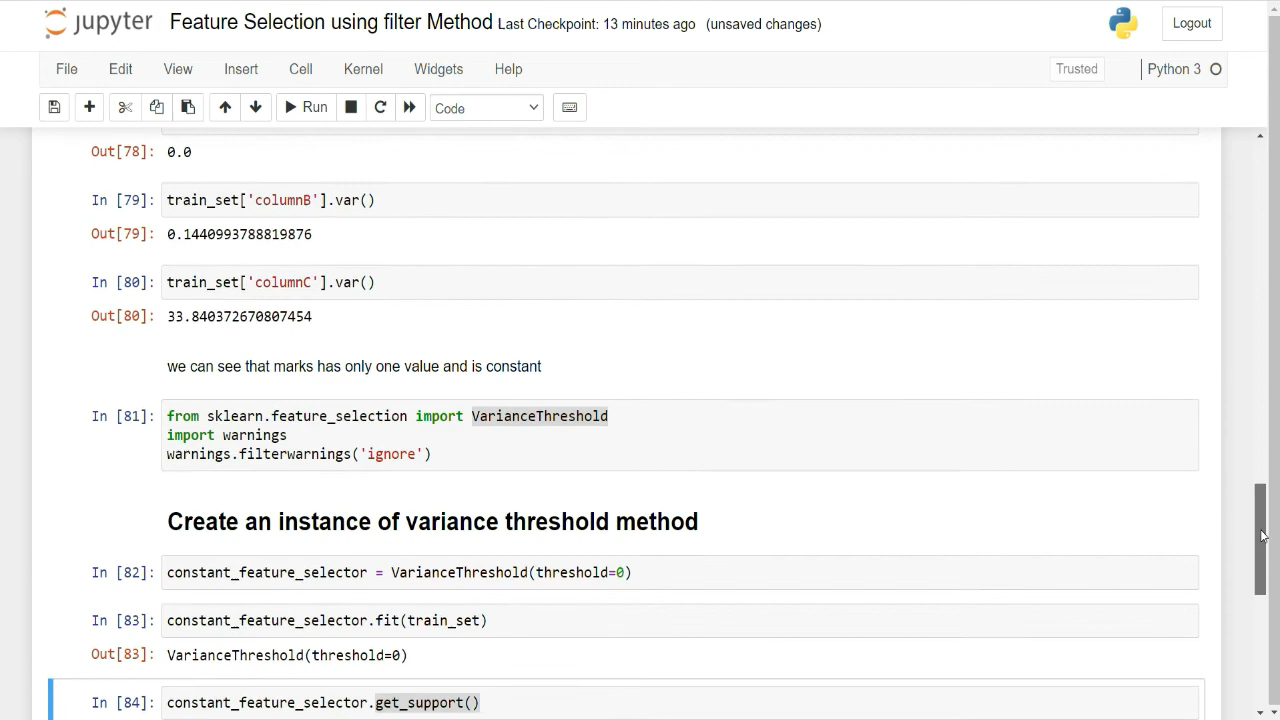 jupyter Feature Selection using filter Method Last Checkpoint: 13 minutes ago (unsaved changes) Logout
File Edit View Insert Cell Kernel Widgets Help Trusted Python 3
Run Code
Out[78]: 0.0
In [79]: train_set['columnB'].var()
Out[79]: 0.1440993788819876
In [80]: train_set['columnC'].var()
Out[80]: 33.840372670807454
we can see that marks has only one value and is constant
In [81]: from sklearn.feature_selection import VarianceThreshold
import warnings
warnings.filterwarnings('ignore')
Create an instance of variance threshold method
In [82]: constant_feature_selector = VarianceThreshold(threshold=0)
In [83]: constant_feature_selector.fit(train_set)
Out[83]: VarianceThreshold(threshold=0)
In [84]: constant_feature_selector.get_support()